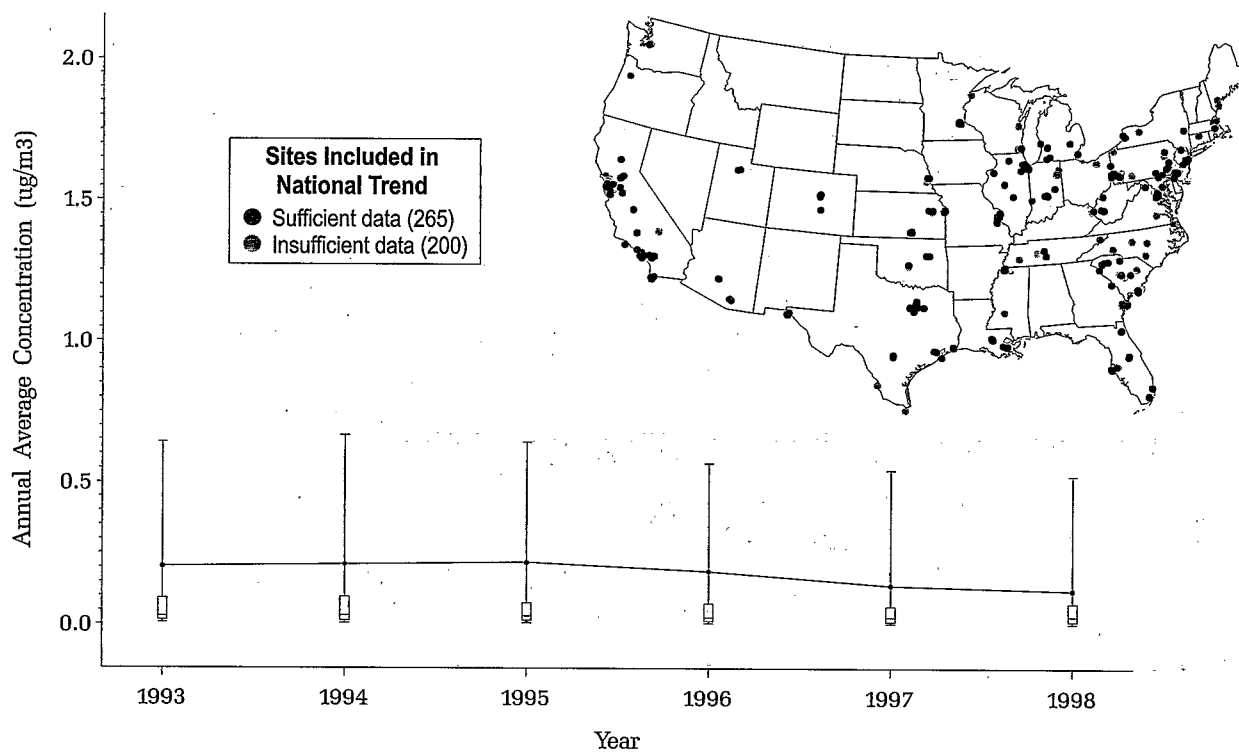 Annual Average Concentration (ug/m3)
2.0
1.5
1.0
0.5
0.0
Sites Included in
National Trend
Sufficient data (265)
Insufficient data (200)
1993 1994 1995 1996 1997 1998
Year